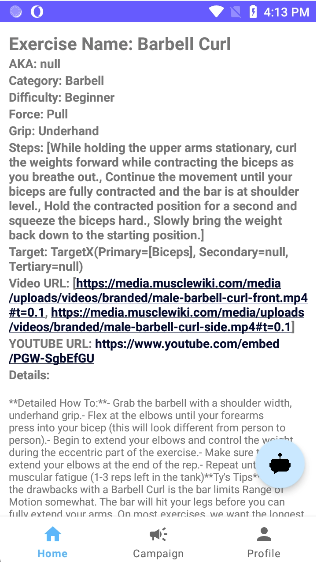 4:13 PM
Exercise Name: Barbell Curl
AKA: null
Category: Barbell
Difficulty: Beginner
Force: Pull
Grip: Underhand
Steps: [While holding the upper arms stationary, curl
the weights forward while contracting the biceps as
you breathe out., Continue the movement until your
biceps are fully contracted and the bar is at shoulder
level., Hold the contracted position for a second and
squeeze the biceps hard., Slowly bring the weight
back down to the starting position.]
Target: TargetX(Primary=[Biceps], Secondary=null,
Tertiary=null)
Video URL: [https://media.musclewiki.com/media
/uploads/videos/branded/male-barbell-curl-front.mp4
#t=0.1, https://media.musclewiki.com/media/uploads
/videos/branded/male-barbell-curl-side.mp4#t=0.1]
YOUTUBE URL: https://www.youtube.com/embed
/PGW-SgbEfGU
Details:
**Detailed How To:**- Grab the barbell with a shoulder width,
underhand grip.- Flex at the elbows until your forearms
press into your bicep (this will look different from person to
person).- Begin to extend your elbows and control the weight
during the eccentric part of the exercise.- Make sure
extend your elbows at the end of the rep.- Repeat
muscular fatigue (1-3 reps left in the tank)**Ty's Tips*
the drawbacks with a Barbell Curl is the bar limits Range of
Motion somewhat. The bar will hit your legs before you can
fully extend your arms. On most exercises, we want the longest
Home
Campaign
Profile